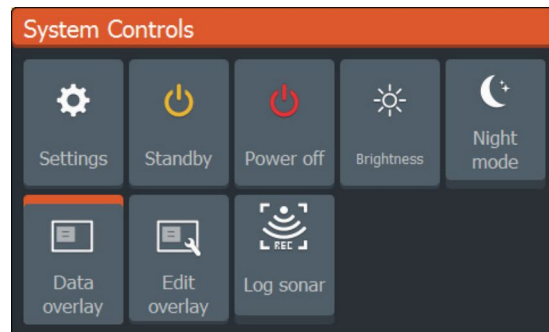 System Controls
Settings
Standby
Power off
Brightness
Night
mode
Data
overlay
Edit
overlay
REC
Log sonar